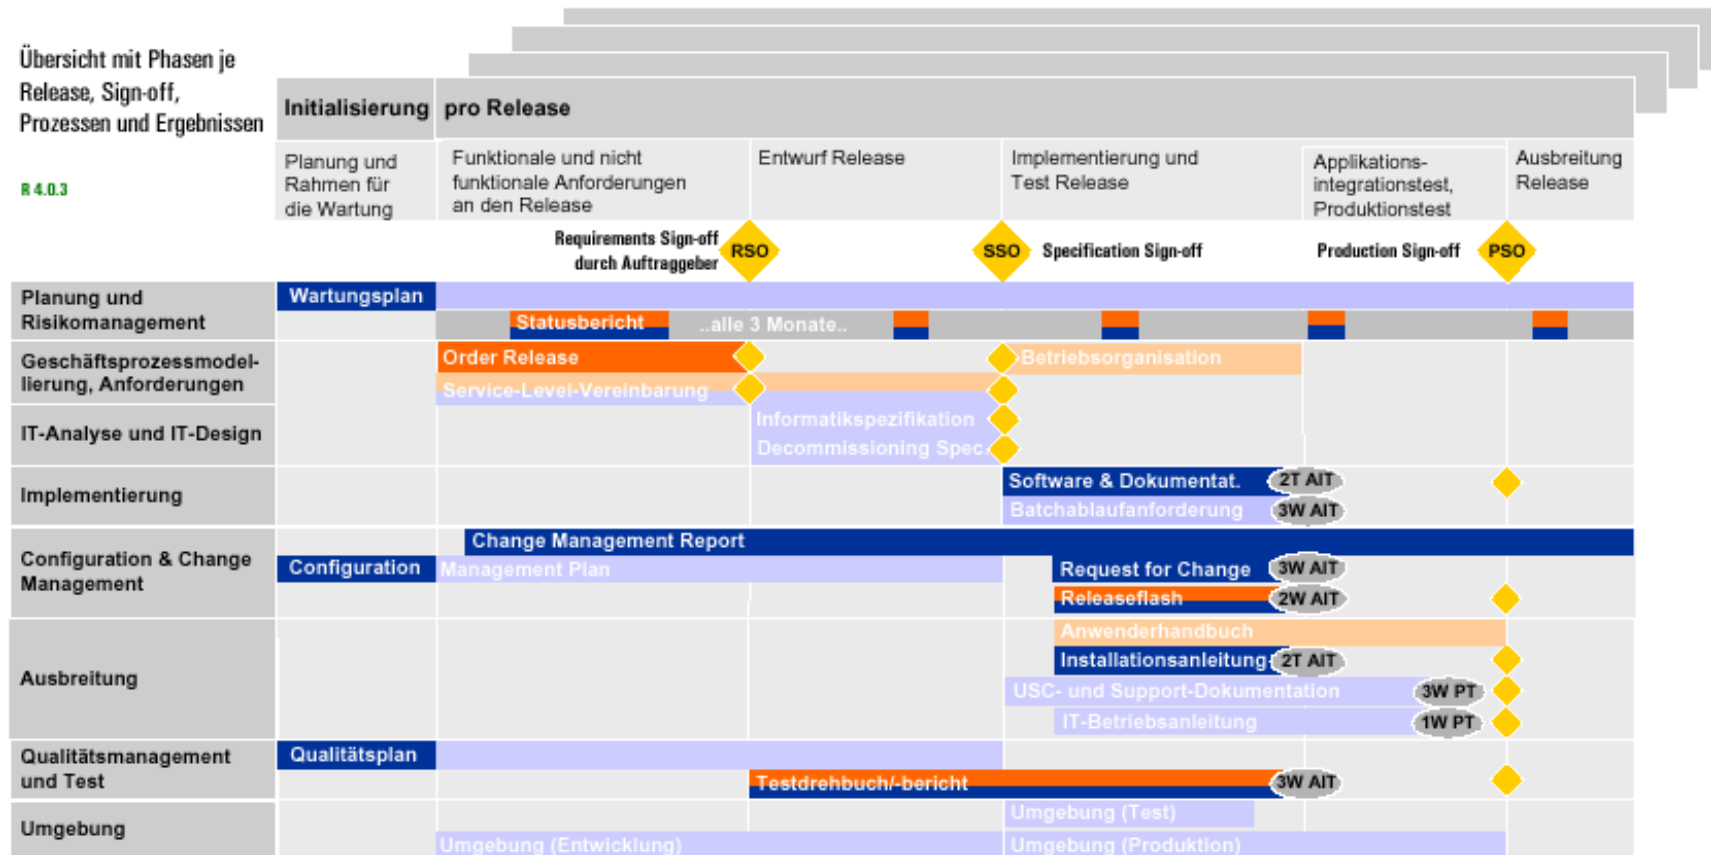 Übersicht mit Phasen je
Release, Sign-off,
Prozessen und Ergebnissen
R 4.0.3
Initialisierung
pro Release
Planung und
Rahmen für
die Wartung
Funktionale und nicht
funktionale Anforderungen
an den Release
Entwurf Release
Implementierung und
Test Release
Applikations-
integrationstest,
Produktionstest
Ausbreitung
Release
Requirements Sign-off
durch Auftraggeber
RSO
SSO
Specification Sign-off
Production Sign-off
PSO
Planung und
Risikomanagement
Wartungsplan
Statusbericht
..alle 3 Monate..
Geschäftsprozessmodel-
lierung, Anforderungen
Order Release
Betriebsorganisation
Service-Level-Vereinbarung
IT-Analyse und IT-Design
Informatikspezifikation
Decommissioning Spec.
Implementierung
Software & Dokumentat.
2T AIT
Batchablaufanforderung
3W AIT
Configuration & Change
Management
Change Management Report
Configuration
Management Plan
Request for Change
3W AIT
Releaseflash
2W AIT
Ausbreitung
Anwenderhandbuch
Installationsanleitung
2T AIT
USC- und Support-Dokumentation
3W PT
IT-Betriebsanleitung
1W PT
Qualitätsmanagement
und Test
Qualitätsplan
Testdrehbuch/-bericht
3W AIT
Umgebung
Umgebung (Test)
Umgebung (Entwicklung)
Umgebung (Produktion)